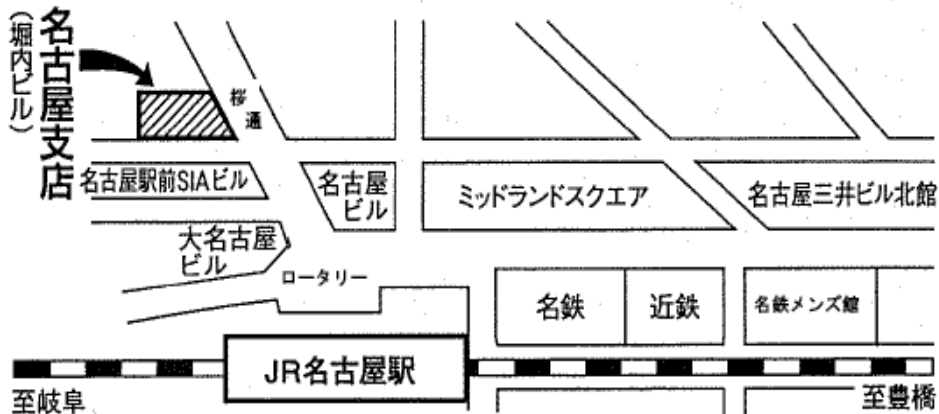 名古屋支店
(堀内ビル)
桜通
名古屋駅前SIAビル
名古屋
ビル
ミッドランドスクエア
名古屋三井ビル北館
大名古屋
ビル
ロータリー
名鉄
近鉄
名鉄メンズ館
JR名古屋駅
至岐阜
至豊橋